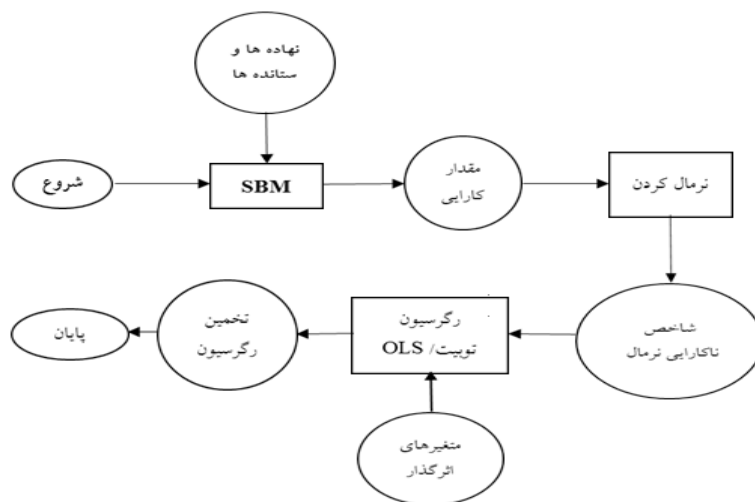 نهاده ها و
ستانده ها
شروع
SBM
مقدار
کارایی
نرمال کردن
شاخص
ناکارایی نرمال
رگرسیون
توبیت/ OLS
تخمین
رگرسیون
پایان
متغیرهای
اثرگذار